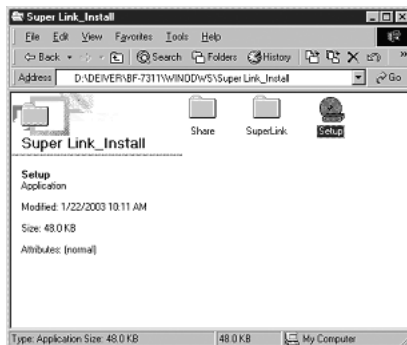 Super Link_Install
File Edit View Favorites Tools Help
Back Search Folders History
Address D:\DEIVER\BF-7311\WINODWS\Super Link_Install Go
Share SuperLink Setup
Super Link_Install
Setup
Application
Modified: 1/22/2003 10:11 AM
Size: 48.0 KB
Attributes: (normal)
Type: Application Size: 48.0 KB 48.0 KB My Computer